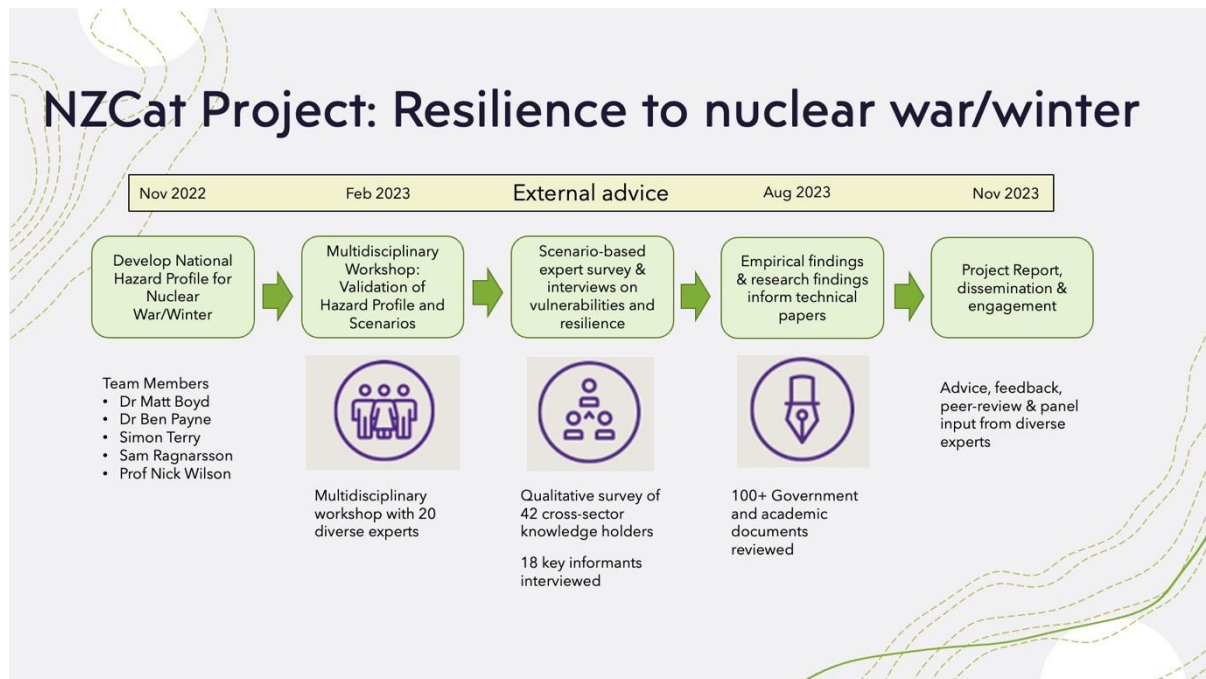 NZCat Project: Resilience to nuclear war/winter
Nov 2022
Feb 2023
External advice
Aug 2023
Nov 2023
Develop National
Hazard Profile for
Nuclear
War/Winter
Multidisciplinary
Workshop:
Validation of
Hazard Profile and
Scenarios
Scenario-based
expert survey &
interviews on
vulnerabilities and
resilience
Empirical findings
& research findings
inform technical
papers
Project Report,
dissemination &
engagement
Team Members
• Dr Matt Boyd
• Dr Ben Payne
• Simon Terry
• Sam Ragnarsson
• Prof Nick Wilson
Multidisciplinary
workshop with 20
diverse experts
Qualitative survey of
42 cross-sector
knowledge holders
18 key informants
interviewed
100+ Government
and academic
documents
reviewed
Advice, feedback,
peer-review & panel
input from diverse
experts